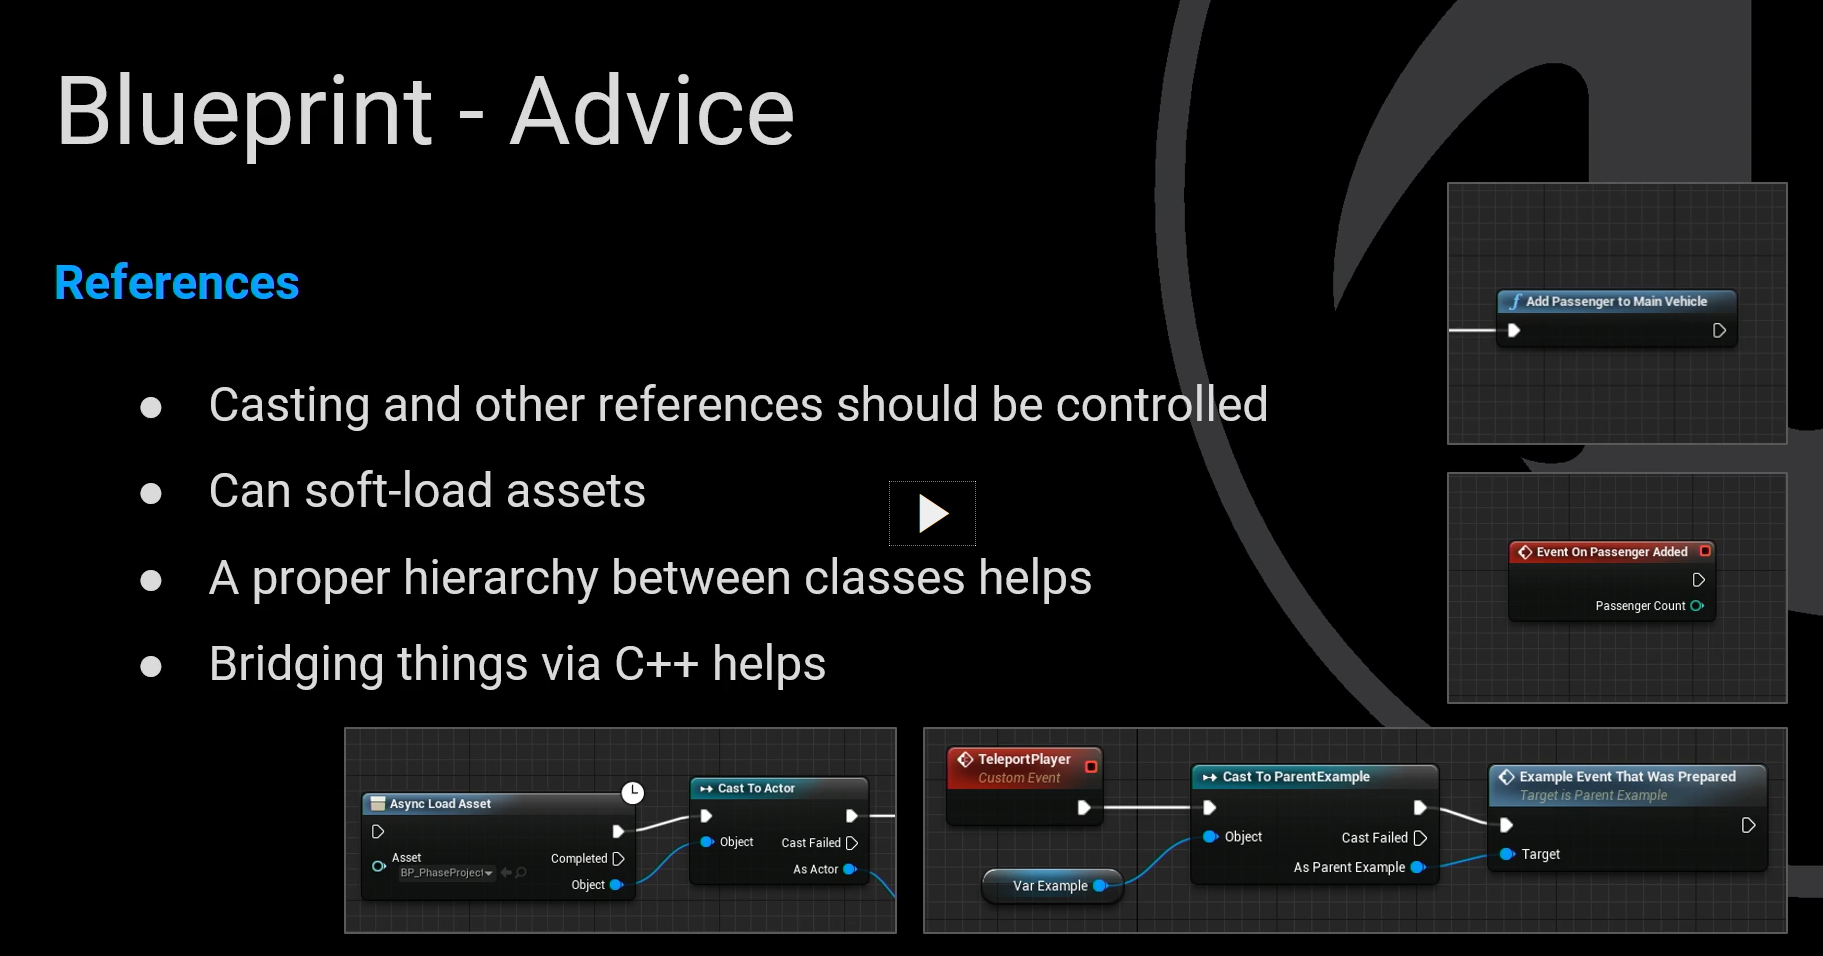 Blueprint - Advice
References
● Casting and other references should be controlled
● Can soft-load assets
● A proper hierarchy between classes helps
● Bridging things via C++ helps
Add Passenger to Main Vehicle
Event On Passenger Added
Passenger Count
Async Load Asset
Asset
BP_PhaseProject
Completed
Object
Cast To Actor
Object
Cast Failed
As Actor
TeleportPlayer
Custom Event
Var Example
Cast To ParentExample
Object
Cast Failed
As Parent Example
Example Event That Was Prepared
Target is Parent Example
Target